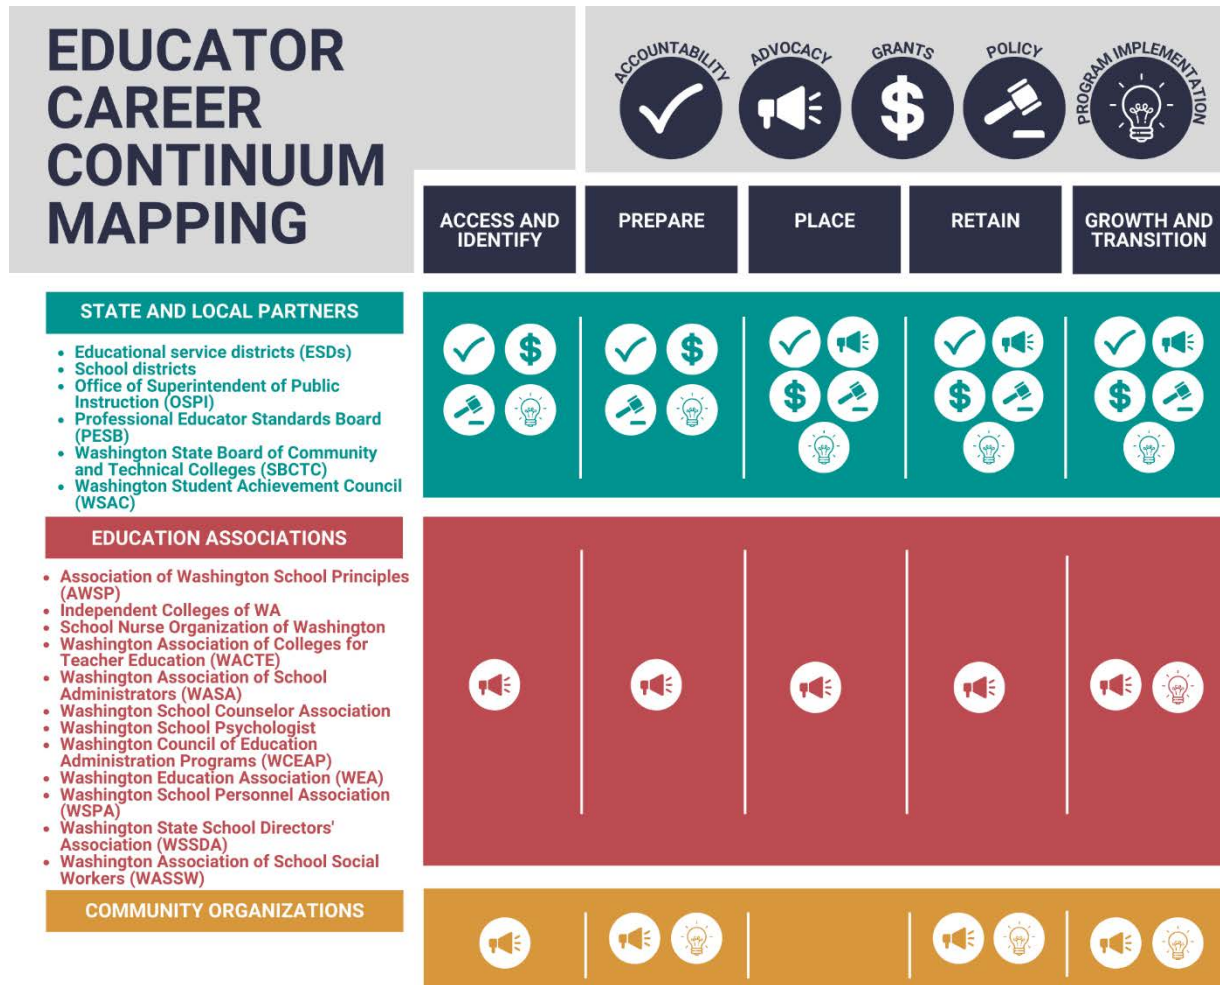 EDUCATOR
CAREER
CONTINUUM
MAPPING
ACCOUNTABILITY
ADVOCACY
GRANTS
POLICY
PROGRAM IMPLEMENTATION
ACCESS AND
IDENTIFY
PREPARE
PLACE
RETAIN
GROWTH AND
TRANSITION
STATE AND LOCAL PARTNERS
• Educational service districts (ESDs)
• School districts
• Office of Superintendent of Public
Instruction (OSPI)
• Professional Educator Standards Board
(PESB)
• Washington State Board of Community
and Technical Colleges (SBCTC)
• Washington Student Achievement Council
(WSAC)
EDUCATION ASSOCIATIONS
• Association of Washington School Principles
(AWSP)
• Independent Colleges of WA
• School Nurse Organization of Washington
• Washington Association of Colleges for
Teacher Education (WACTE)
• Washington Association of School
Administrators (WASA)
• Washington School Counselor Association
• Washington School Psychologist
• Washington Council of Education
Administration Programs (WCEAP)
• Washington Education Association (WEA)
• Washington School Personnel Association
(WSPA)
• Washington State School Directors'
Association (WSSDA)
• Washington Association of School Social
Workers (WASSW)
COMMUNITY ORGANIZATIONS